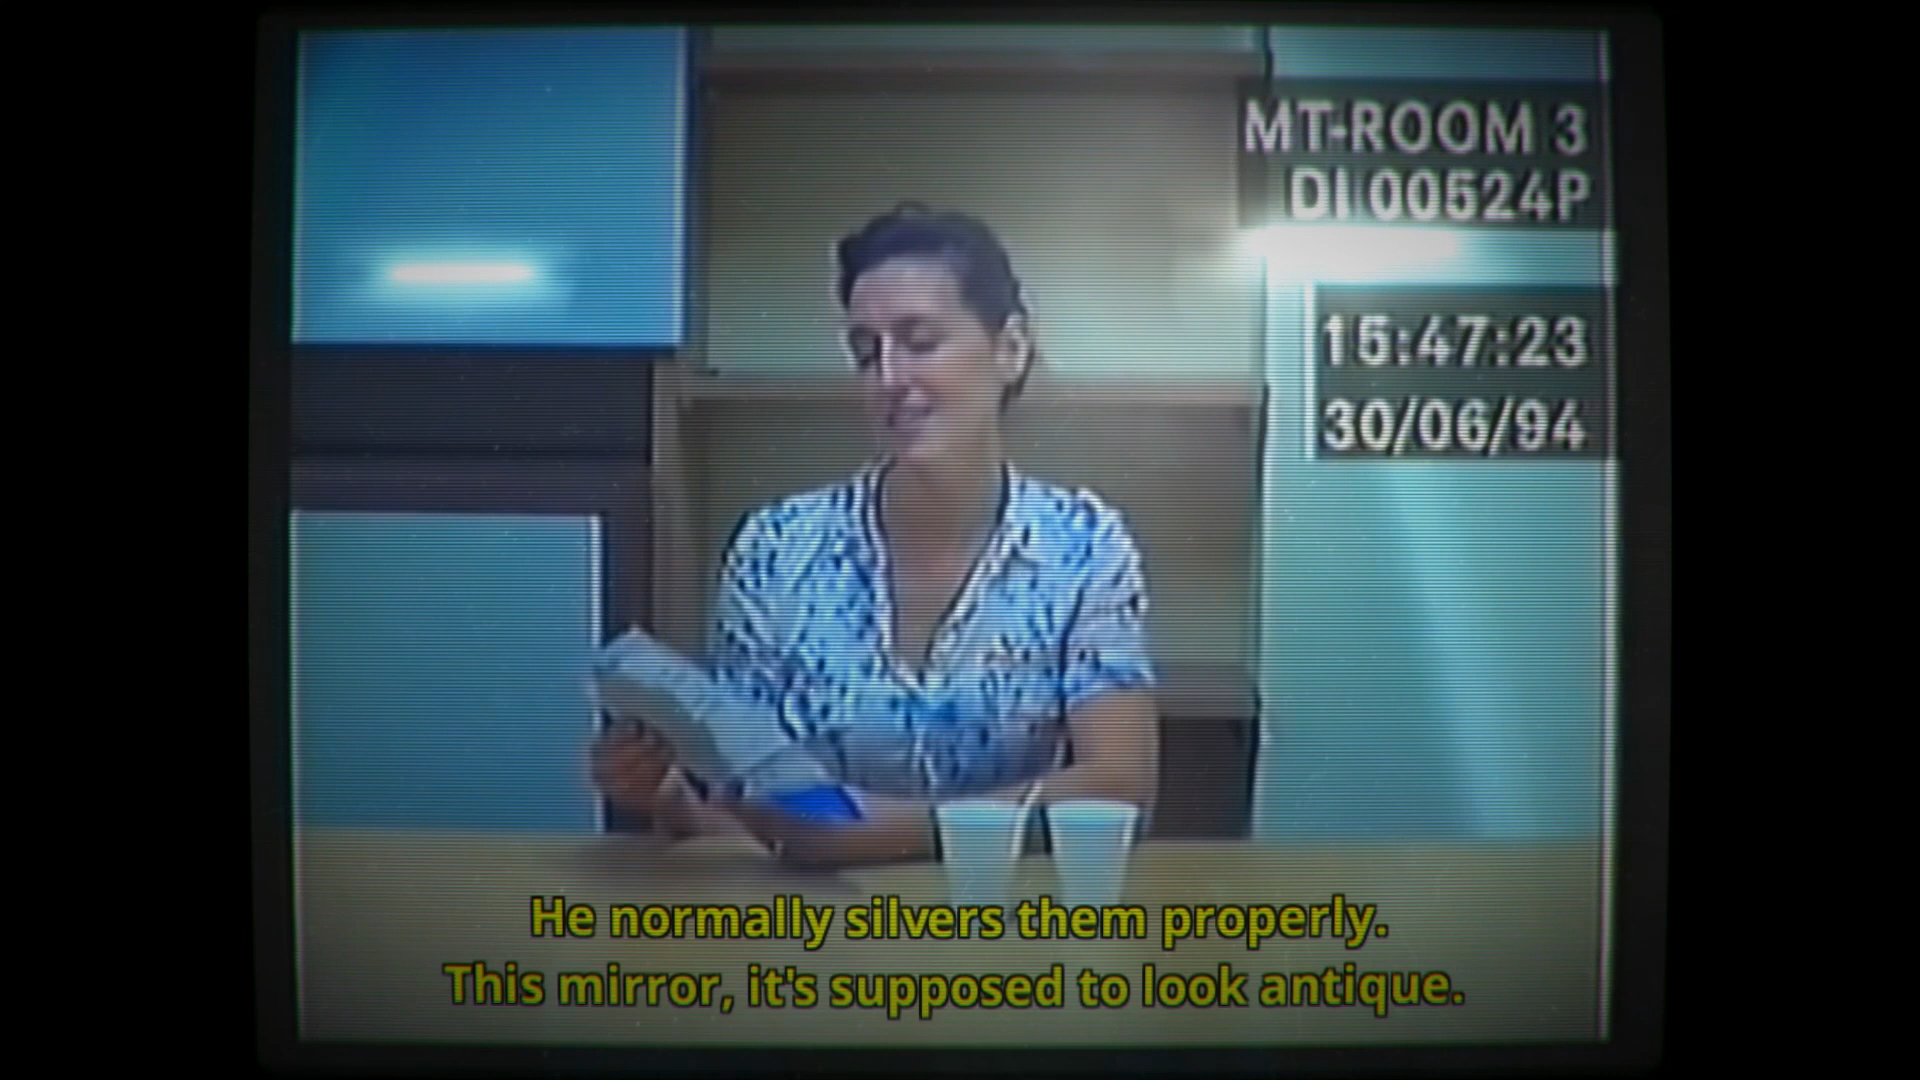 MT-ROOM 3
DI 00524P
15:47:23
30/06/94
He normally silvers them properly.
This mirror, it's supposed to look antique.